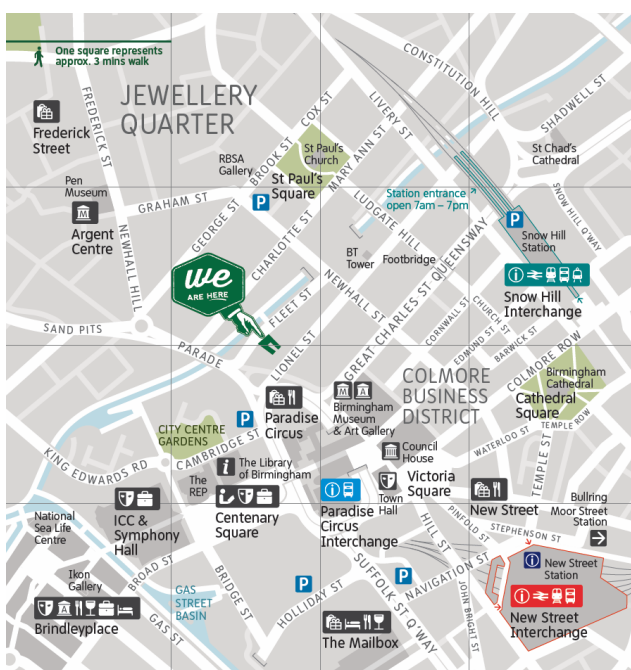 One square represents
approx. 3 mins walk
CONSTITUTION HILL
JEWELLERY
QUARTER
FREDERICK ST
COX ST
LIVERY ST
SHADWELL ST
Frederick
Street
St Paul's
Church
St Chad's
Cathedral
RBSA
Gallery
BROOK ST
MARY ANN ST
Pen
Museum
St Paul's
Square
P
GRAHAM ST
Station entrance
open 7am – 7pm
SNOW HILL Q'WAY
Argent
Centre
GEORGE ST
CHARLOTTE ST
LUDGATE HILL
P
Snow Hill
Station
NEWHALL HILL
BT
Tower
Footbridge
we
ARE HERE
GREAT CHARLES ST QUEENSWAY
Snow Hill
Interchange
NEWHALL ST
FLEET ST
CORNWALL ST
CHURCH ST
EDMUND ST
BARWICK ST
SAND PITS
PARADE
LIONEL ST
COLMORE ROW
COLMORE
BUSINESS
DISTRICT
Birmingham
Cathedral
Cathedral
Square
Birmingham
Museum
& Art Gallery
Paradise
Circus
P
TEMPLE ROW
CITY CENTRE
GARDENS
CAMBRIDGE ST
WATERLOO ST
TEMPLE ST
Council
House
KING EDWARDS RD
The Library
of Birmingham
Victoria
Square
The
REP
Town
Hall
New Street
Bullring
Moor Street
Station
National
Sea Life
Centre
ICC &
Symphony
Hall
Centenary
Square
Paradise
Circus
Interchange
PINFOLD ST
STEPHENSON ST
HILL ST
Ikon
Gallery
BROAD ST
BRIDGE ST
GAS
STREET
BASIN
P
P
SUFFOLK ST Q'WAY
NAVIGATION ST
New Street
Station
HOLLIDAY ST
JOHN BRIGHT ST
Brindleyplace
GAS ST
The Mailbox
New Street
Interchange